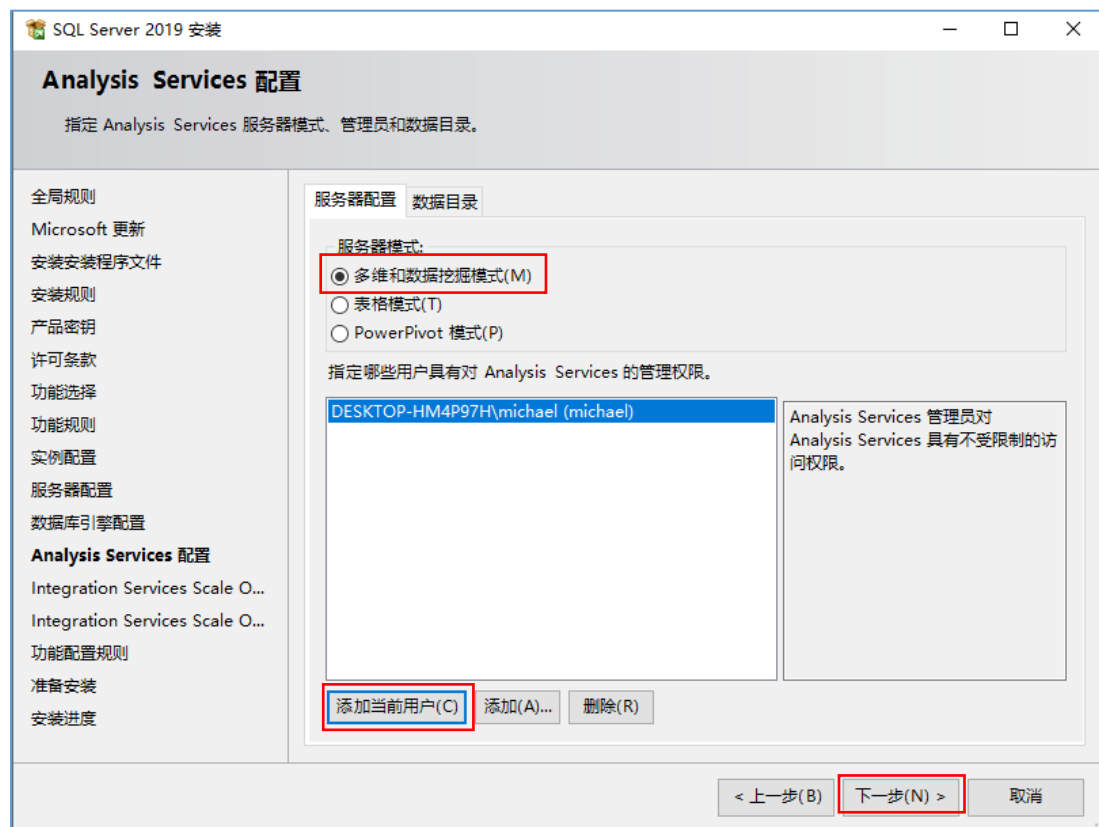 SQL Server 2019 安装
Analysis Services 配置
指定 Analysis Services 服务器模式、管理员和数据目录。
全局规则
Microsoft 更新
安装安装程序文件
安装规则
产品密钥
许可条款
功能选择
功能规则
实例配置
服务器配置
数据库引擎配置
Analysis Services 配置
Integration Services Scale O...
Integration Services Scale O...
功能配置规则
准备安装
安装进度
服务器配置 数据目录
服务器模式:
多维和数据挖掘模式(M)
表格模式(T)
PowerPivot 模式(P)
指定哪些用户具有对 Analysis Services 的管理权限。
DESKTOP-HM4P97H\michael (michael)
Analysis Services 管理员对
Analysis Services 具有不受限制的访
问权限。
添加当前用户(C) 添加(A)... 删除(R)
< 上一步(B) 下一步(N) > 取消